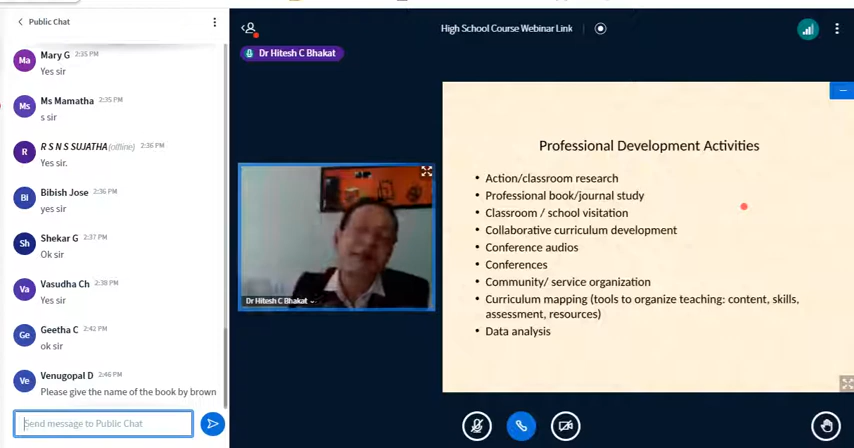 Public Chat
Ma
Mary G 2:35 PM
Yes sir
Ms
Ms Mamatha 2:35 PM
s sir
R
R S N S SUJATHA (offline) 2:36 PM
Yes sir.
Bi
Bibish Jose 2:36 PM
yes sir
Sh
Shekar G 2:37 PM
Ok sir
Va
Vasudha Ch 2:38 PM
Yes sir
Ge
Geetha C 2:42 PM
ok sir
Ve
Venugopal D 2:46 PM
Please give the name of the book by brown
Send message to Public Chat
High School Course Webinar Link
Dr Hitesh C Bhakat
Dr Hitesh C Bhakat
Professional Development Activities
• Action/classroom research
• Professional book/journal study
• Classroom / school visitation
• Collaborative curriculum development
• Conference audios
• Conferences
• Community/ service organization
• Curriculum mapping (tools to organize teaching: content, skills,
assessment, resources)
• Data analysis